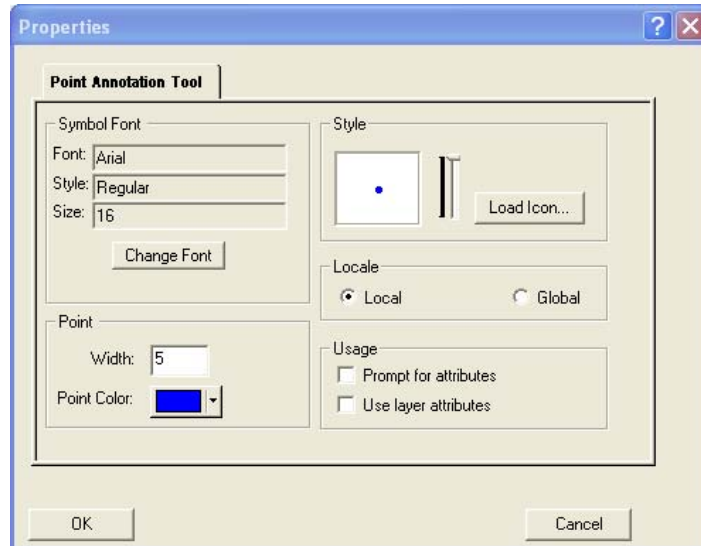 Properties
Point Annotation Tool
Symbol Font
Font: Arial
Style: Regular
Size: 16
Change Font
Style
Load Icon...
Locale
Local
Global
Point
Width: 5
Point Color:
Usage
Prompt for attributes
Use layer attributes
OK
Cancel